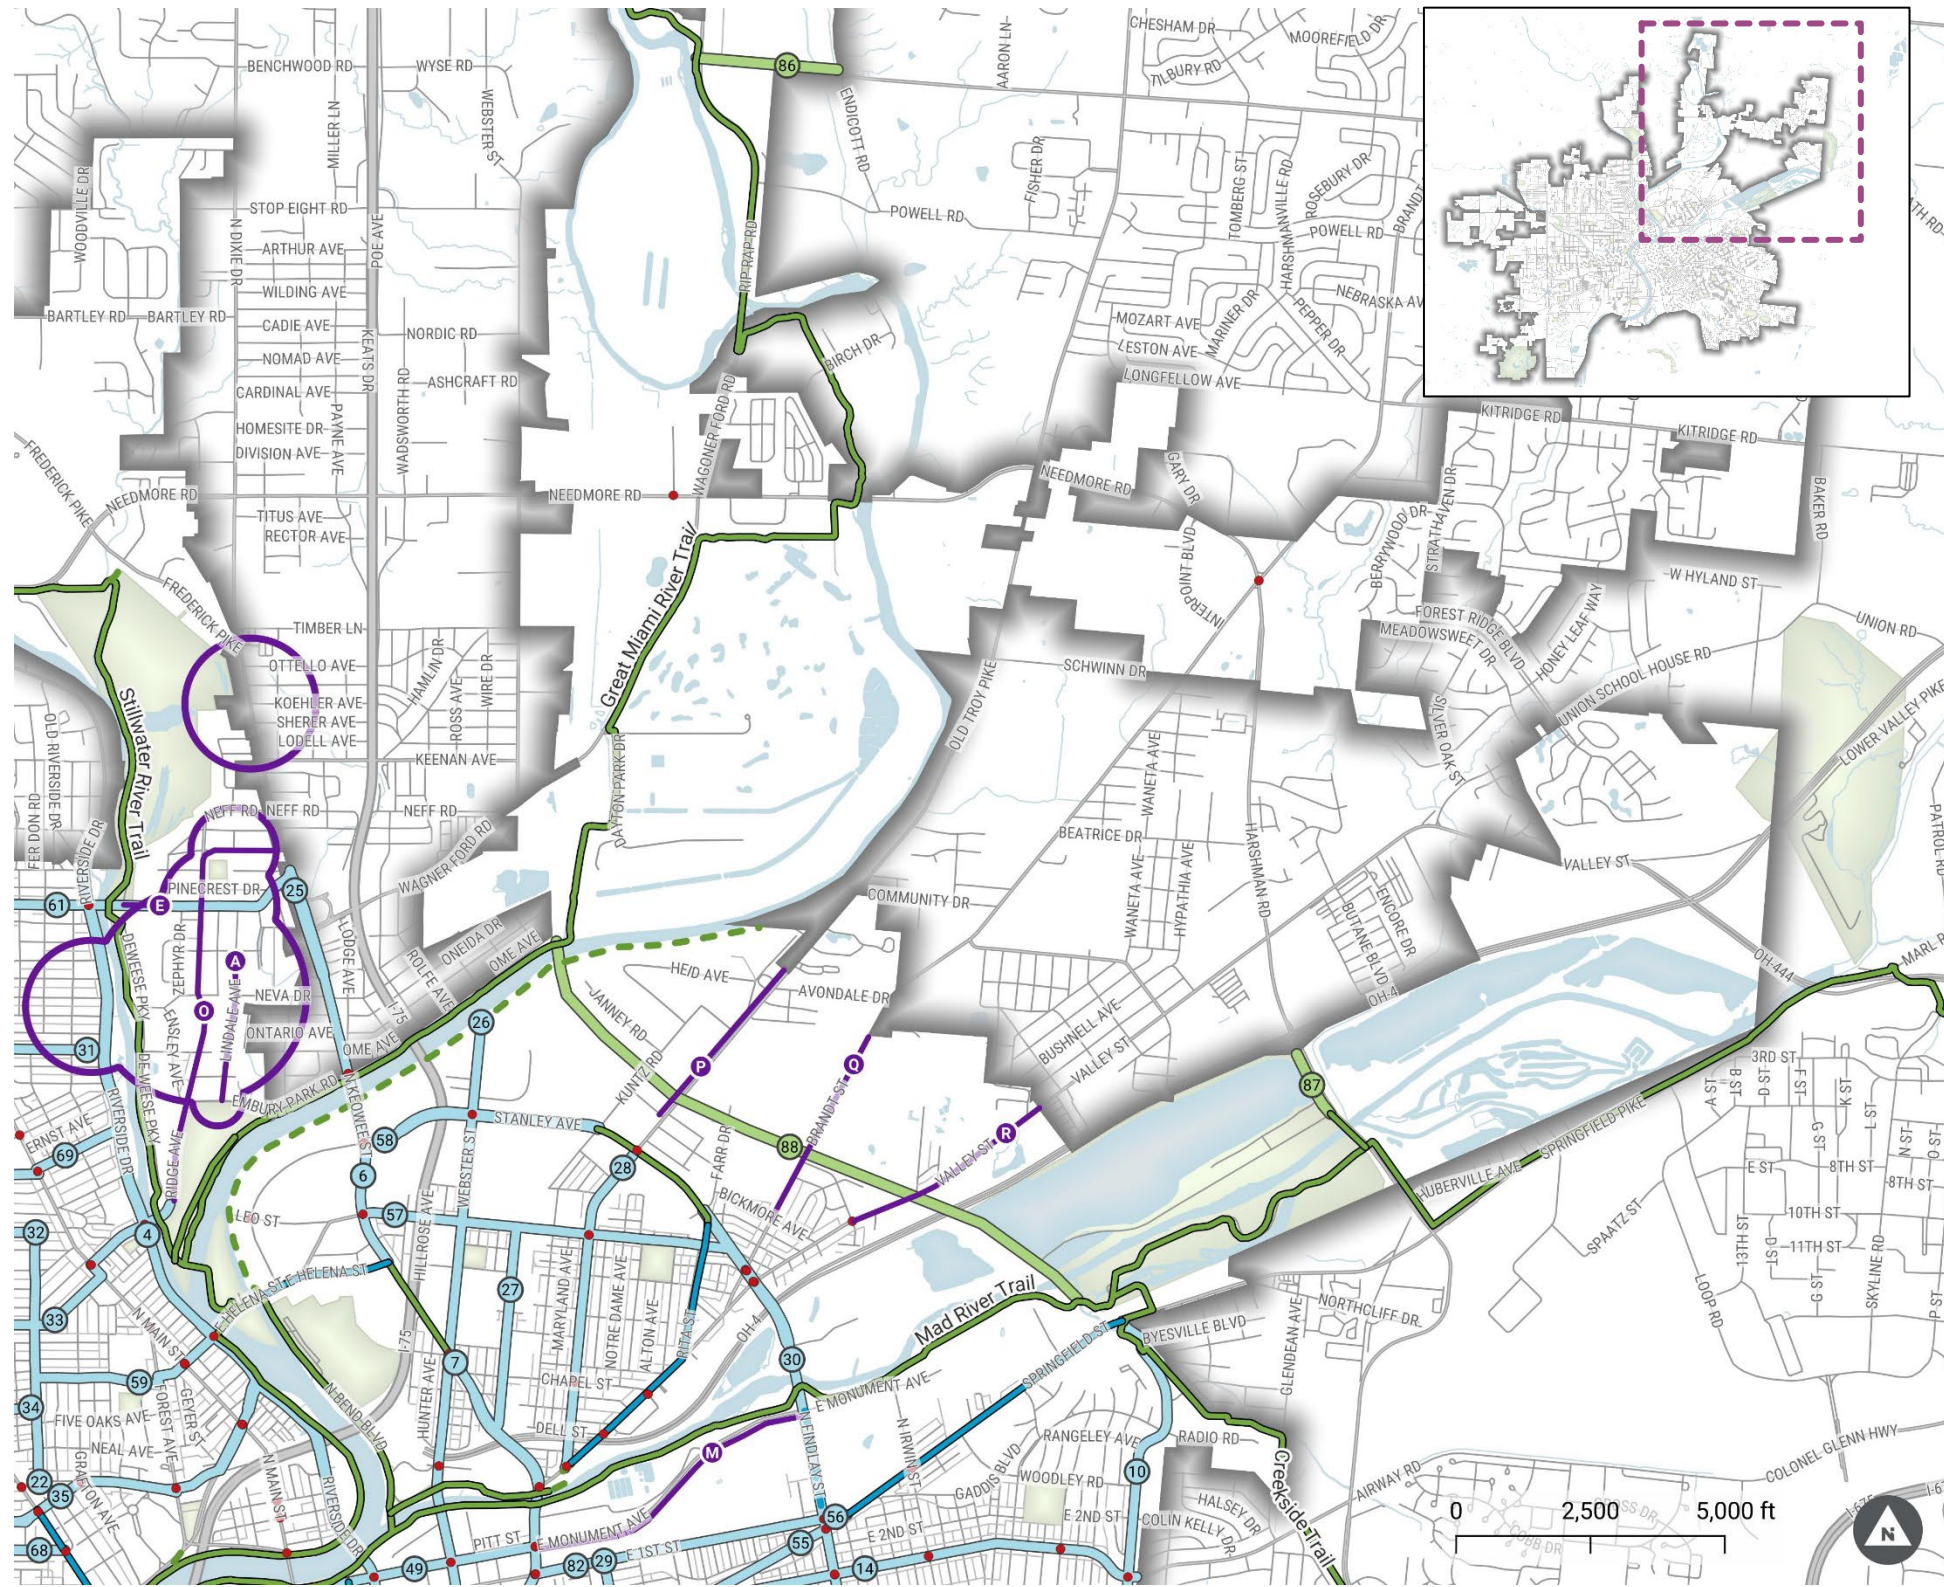 86
BENCHWOOD RD
WYSE RD
MILLER LN
WEBSTER ST
ENDICOTT RD
AARON LN
CHESHAM DR
MOOREFIELD DR
TILBURY RD
WOODVILLE DR
STOP EIGHT RD
N DIXIE DR
ARTHUR AVE
POE AVE
WILDING AVE
BARTLEY RD
BARTLEY RD
CADIE AVE
NORDIC RD
NOMAD AVE
KEATS DR
CARDINAL AVE
ASHCRAFT RD
PAYNE AVE
WADSWORTH RD
HOMESITE DR
DIVISION AVE
RIP RAP RD
BIRCH DR
WAGONER FORD RD
POWELL RD
FISHER DR
TOMBERG ST
HARSHMANVILLE RD
ROSEBURY DR
POWELL RD
NEBRASKA AV
MOZART AVE
MARINER DR
PEPPER DR
LESTON AVE
LONGFELLOW AVE
KITRIDGE RD
KITRIDGE RD
FREDERICK PIKE
NEEDMORE RD
NEEDMORE RD
NEEDMORE RD
GARY DR
TITUS AVE
RECTOR AVE
Great Miami River Trail
INTERPOINT BLVD
BERRYWOOD DR
STRATHAVEN DR
BAKER RD
W HYLAND ST
UNION RD
FREDERICK PIKE
TIMBER LN
OTTELLO AVE
KOEHLER AVE
SHERER AVE
LODELL AVE
HAMLIN DR
ROSS AVE
WIRE DR
KEENAN AVE
FOREST RIDGE BLVD
MEADOWSWEET DR
HONEYLEAF WAY
UNION SCHOOL HOUSE RD
SILVER OAK ST
SCHWINN DR
OLD TROY PIKE
LOWER VALLEY PIKE
Stillwater River Trail
OLD RIVERSIDE DR
FER DON RD
RIVERSIDE DR
NEFF RD
NEFF RD
NEFF RD
DAYTON PARK DR
WAGNER FORD RD
BEATRICE DR
WANETA AVE
WANETA AVE
HYPATHIA AVE
HARSHMAN RD
VALLEY ST
PATROL RD
PINECREST DR
25
61
E
COMMUNITY DR
ENCORE DR
BUTANE BLVD
OH-4
OH-444
DEWEESE PKY
ZEPHYR DR
A
O
LODGE AVE
ONEIDA DR
OME AVE
ROLFE AVE
NEVA DR
LINDALE AVE
ONTARIO AVE
I-75
HEID AVE
AVONDALE DR
31
ENSLEY AVE
OME AVE
26
JANNEY RD
P
KUNTZ RD
Q
BRANDT ST
BUSHNELL AVE
VALLEY ST
87
3RD ST
A ST
B ST
D ST
F ST
K ST
DEWEESE PKY
EMBURY PARK RD
RIVERSIDE DR
ERNST AVE
69
N KEOWEE ST
58
STANLEY AVE
WEBSTER ST
28
FARR DR
88
R
VALLEY ST
SPRINGFIELD PIKE
HUBERVILLE AVE
L ST
G ST
N ST
O ST
E ST
8TH ST
8TH ST
RIDGE AVE
6
57
HILLROSE AVE
BICKMORE AVE
LEO ST
32
4
10TH ST
11TH ST
13TH ST
D ST
G ST
SPAATZ ST
SKYLINE RD
P ST
LOOP RD
E HELENA ST
E HELENA ST
27
MARYLAND AVE
NOTRE DAME AVE
ALTON AVE
RITA ST
OH-4
Mad River Trail
NORTHCLIFF DR
BYESVILLE BLVD
GLENDEAN AVE
SPRINGFIELD ST
33
N MAIN ST
I-75
7
30
59
GEYER ST
FOREST AVE
34
FIVE OAKS AVE
NEAL AVE
N BEND BLVD
HUNTER AVE
CHAPEL ST
DELL ST
E MONUMENT AVE
M
N FINDLAY ST
N IRWIN ST
GADDIS BLVD
RANGELEY AVE
RADIO RD
WOODLEY RD
10
Creekside Trail
AIRWAY RD
COLONEL GLENN HWY
22
35
GRAFTON AVE
N MAIN ST
RIVERSIDE DR
PITT ST
E MONUMENT AVE
56
55
E 2ND ST
E 2ND ST
HALSEY DR
COLIN KELLY DR
COBB DR
68
49
82
29
E 1ST ST
14
0
2,500
5,000 ft
N